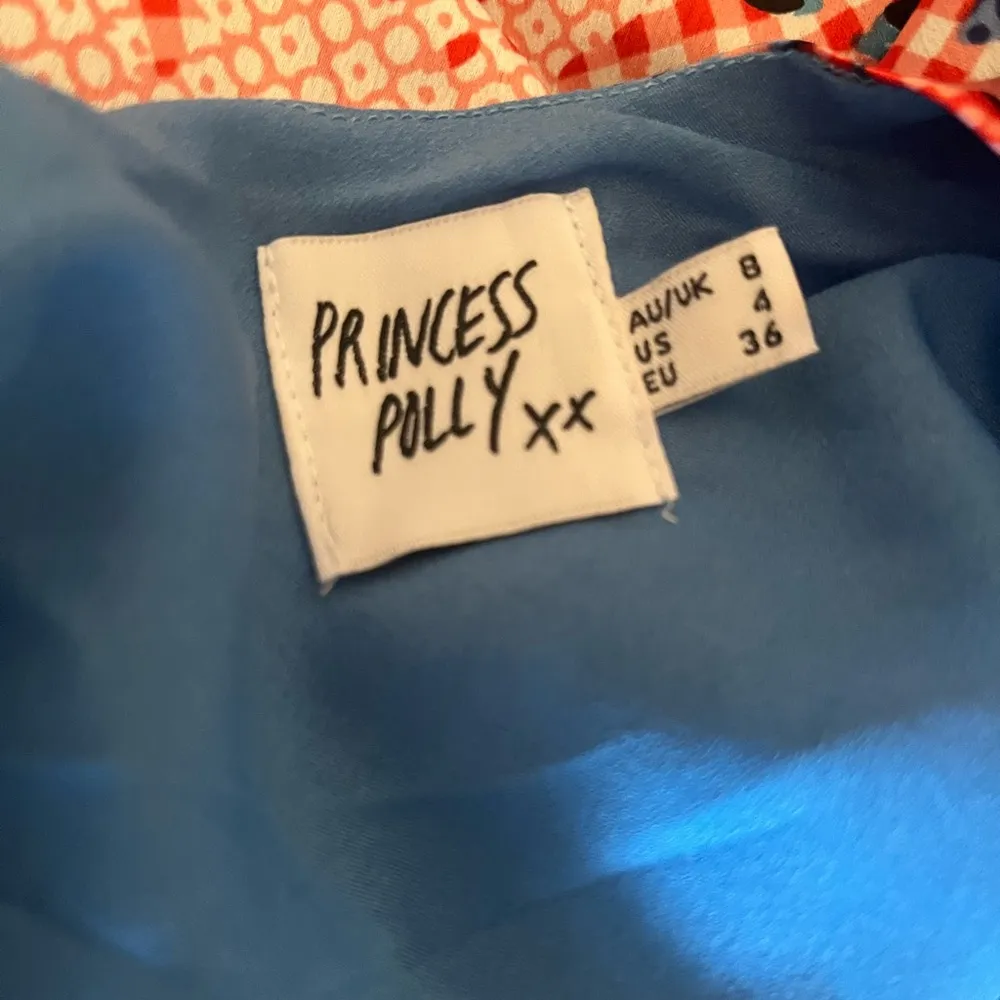 PRINCESS
POLLY xx
AU/UK 8
US 4
EU 36